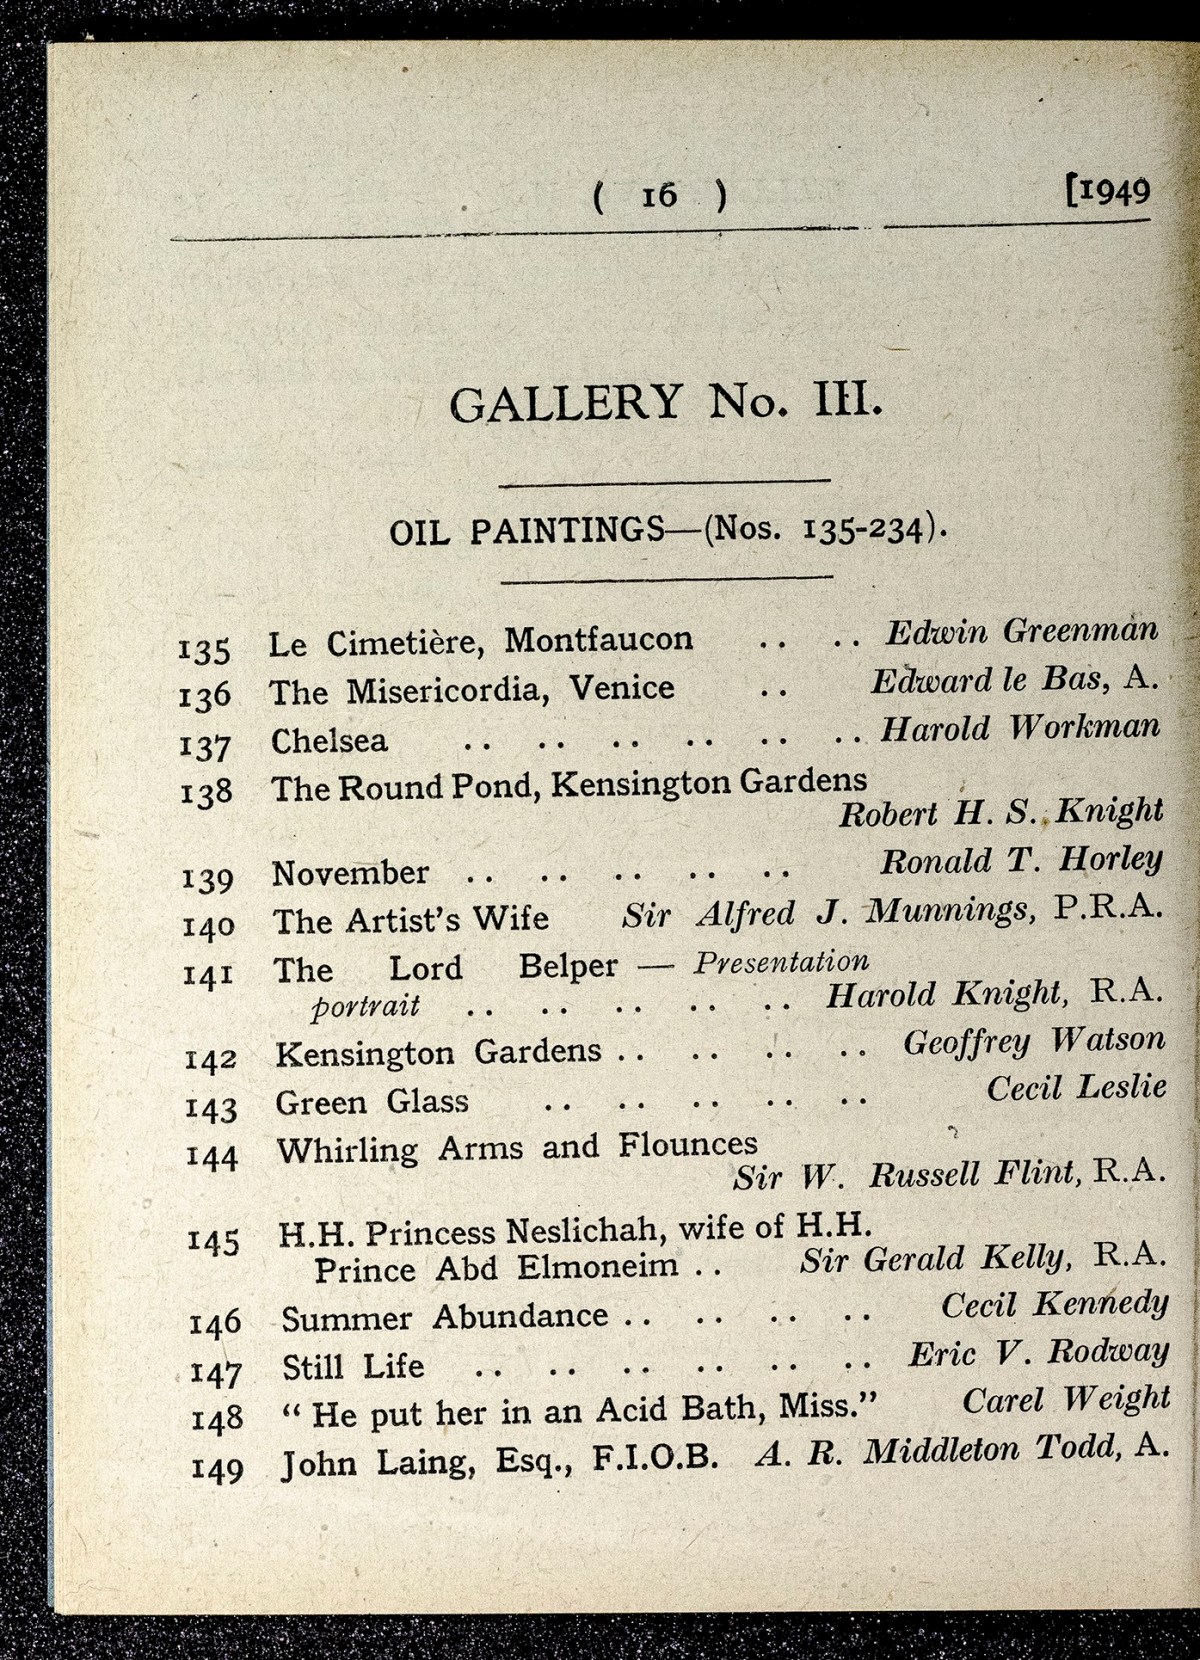 ( 16 ) [1949
GALLERY No. III.
OIL PAINTINGS—(Nos. 135-234).
135 Le Cimetière, Montfaucon .. .. Edwin Greenman
136 The Misericordia, Venice .. Edward le Bas, A.
137 Chelsea .. .. .. .. .. .. Harold Workman
138 The Round Pond, Kensington Gardens
Robert H. S. Knight
139 November .. .. .. .. .. Ronald T. Horley
140 The Artist's Wife Sir Alfred J. Munnings, P.R.A.
141 The Lord Belper — Presentation
portrait .. .. .. .. .. Harold Knight, R.A.
142 Kensington Gardens .. .. .. .. Geoffrey Watson
143 Green Glass .. .. .. .. .. Cecil Leslie
144 Whirling Arms and Flounces
Sir W. Russell Flint, R.A.
145 H.H. Princess Neslichah, wife of H.H.
Prince Abd Elmoneim .. Sir Gerald Kelly, R.A.
146 Summer Abundance .. .. .. .. Cecil Kennedy
147 Still Life .. .. .. .. .. .. Eric V. Rodway
148 “ He put her in an Acid Bath, Miss.” Carel Weight
149 John Laing, Esq., F.I.O.B. A. R. Middleton Todd, A.